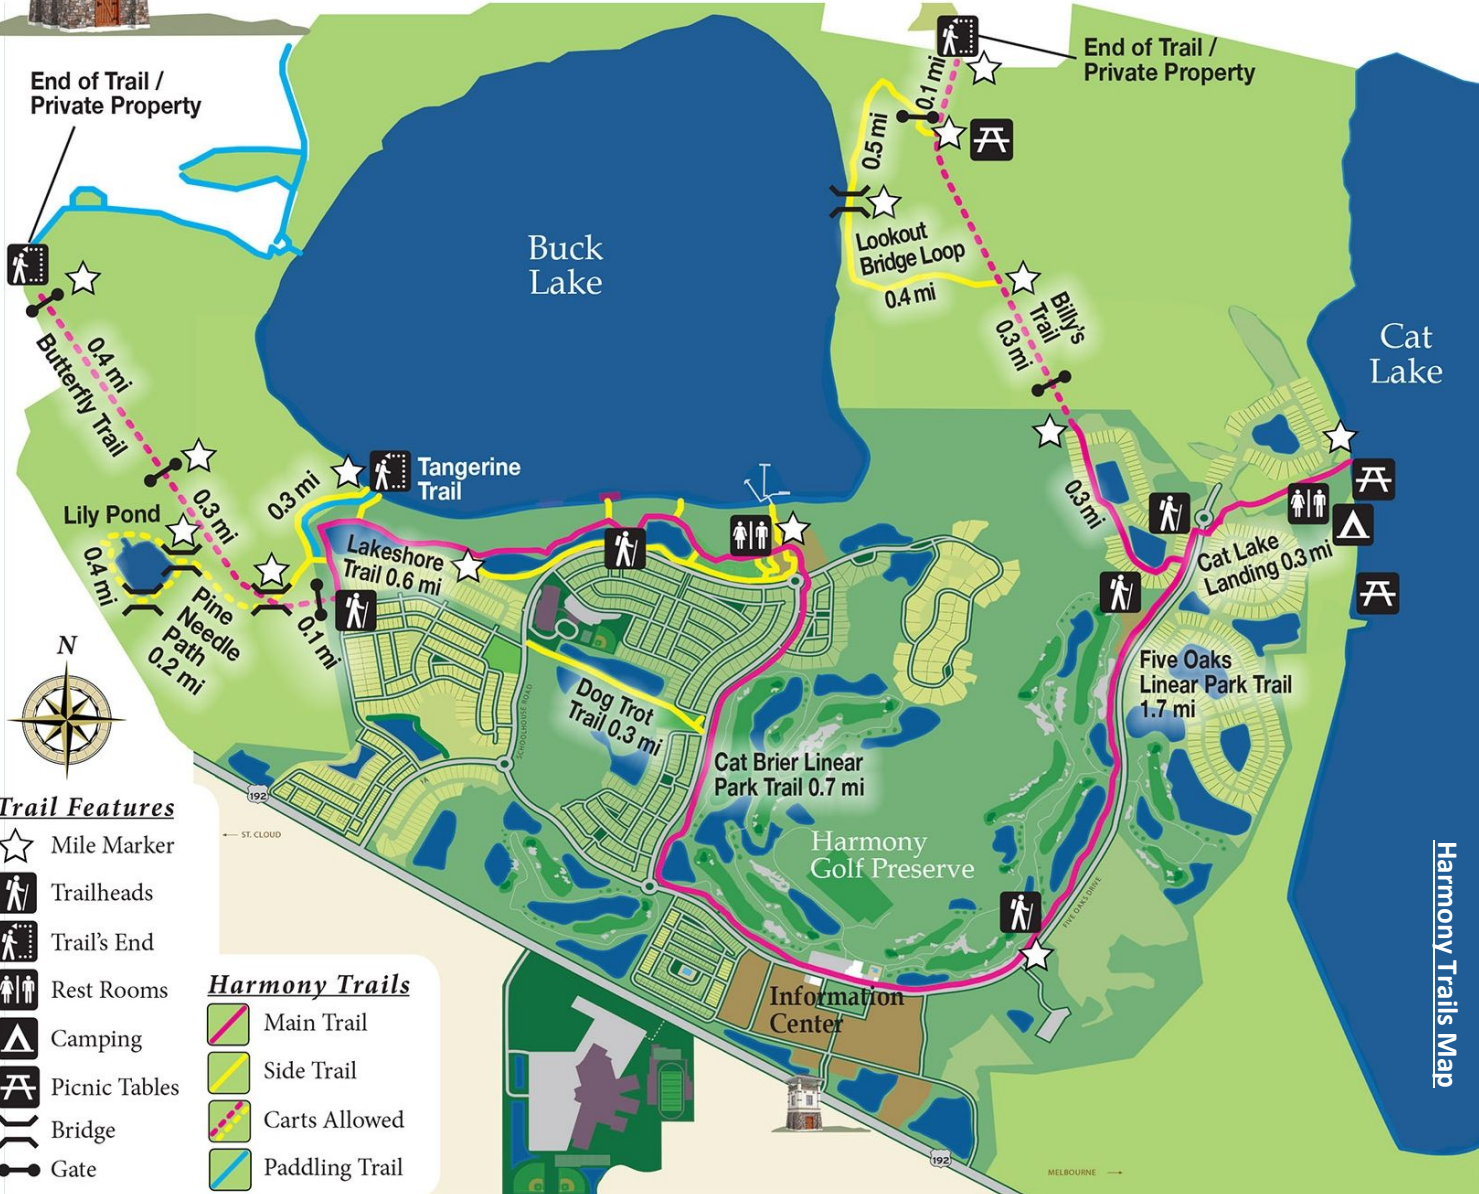 End of Trail /
Private Property
End of Trail /
Private Property
0.1 mi
0.5 mi
Buck
Lake
Lookout
Bridge Loop
0.4 mi
Billy's
Trail
0.3 mi
Cat
Lake
0.4 mi
Butterfly Trail
Tangerine
Trail
0.3 mi
0.3 mi
Lily Pond
0.4 mi
Pine
Needle
Path
0.2 mi
0.1 mi
Lakeshore
Trail 0.6 mi
0.3 mi
Cat Lake
Landing 0.3 mi
N
Five Oaks
Linear Park Trail
1.7 mi
Dog Trot
Trail 0.3 mi
SCHOOLHOUSE ROAD
Cat Brier Linear
Park Trail 0.7 mi
192
← ST. CLOUD
Harmony
Golf Preserve
FIVE OAKS DRIVE
Information
Center
192
MELBOURNE →
Harmony Trails Map
Trail Features
Mile Marker
Trailheads
Trail's End
Rest Rooms
Camping
Picnic Tables
Bridge
Gate
Harmony Trails
Main Trail
Side Trail
Carts Allowed
Paddling Trail